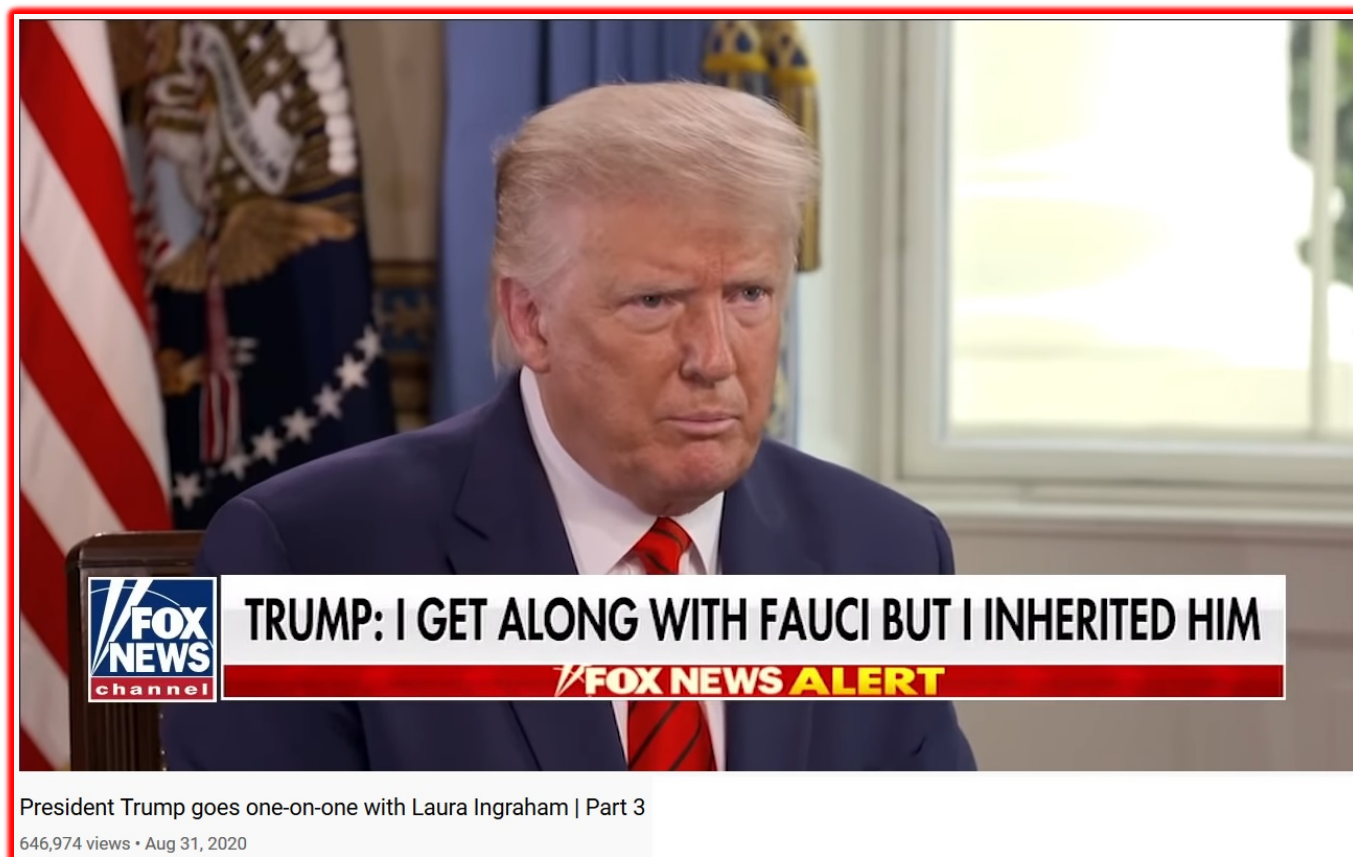 TRUMP: I GET ALONG WITH FAUCI BUT I INHERITED HIM
FOX
NEWS
channel
FOX NEWS ALERT
President Trump goes one-on-one with Laura Ingraham | Part 3
646,974 views • Aug 31, 2020